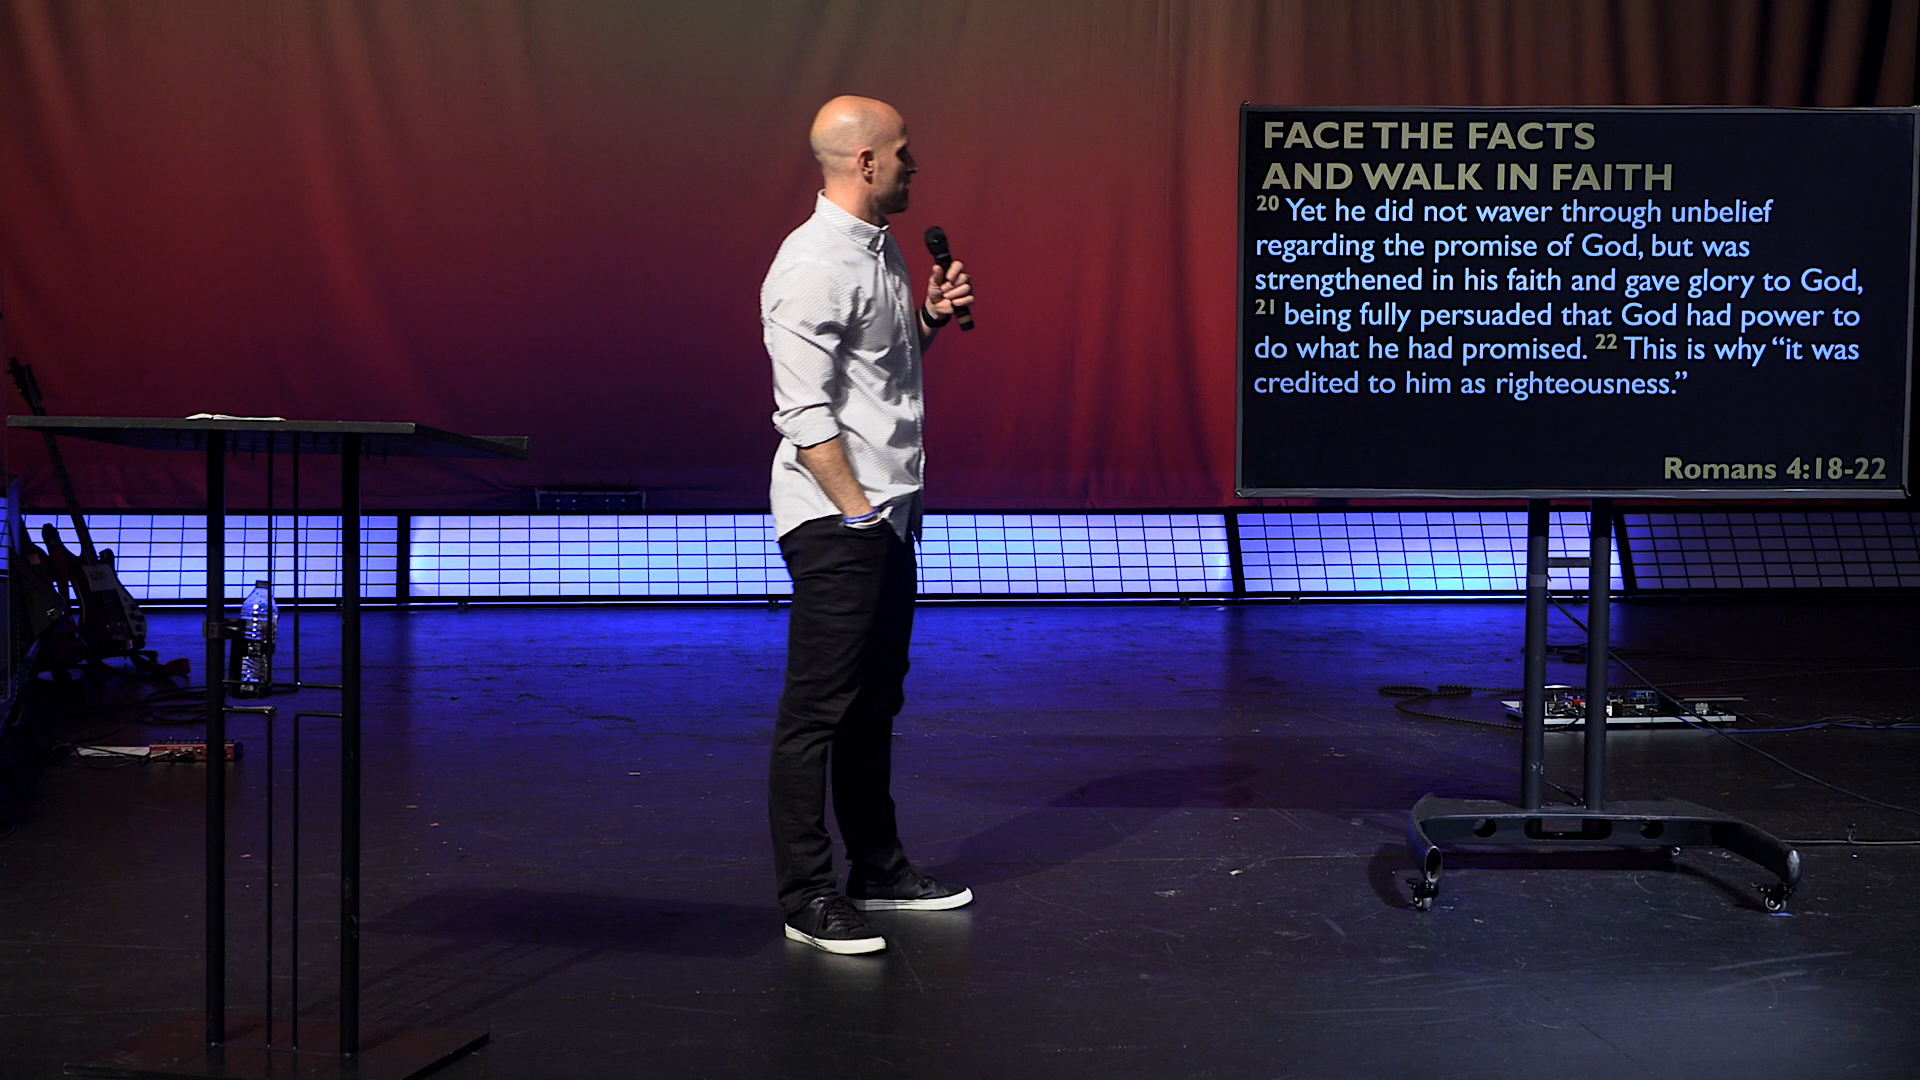 FACE THE FACTS
AND WALK IN FAITH
20 Yet he did not waver through unbelief
regarding the promise of God, but was
strengthened in his faith and gave glory to God,
21 being fully persuaded that God had power to
do what he had promised. 22 This is why “it was
credited to him as righteousness.”
Romans 4:18-22